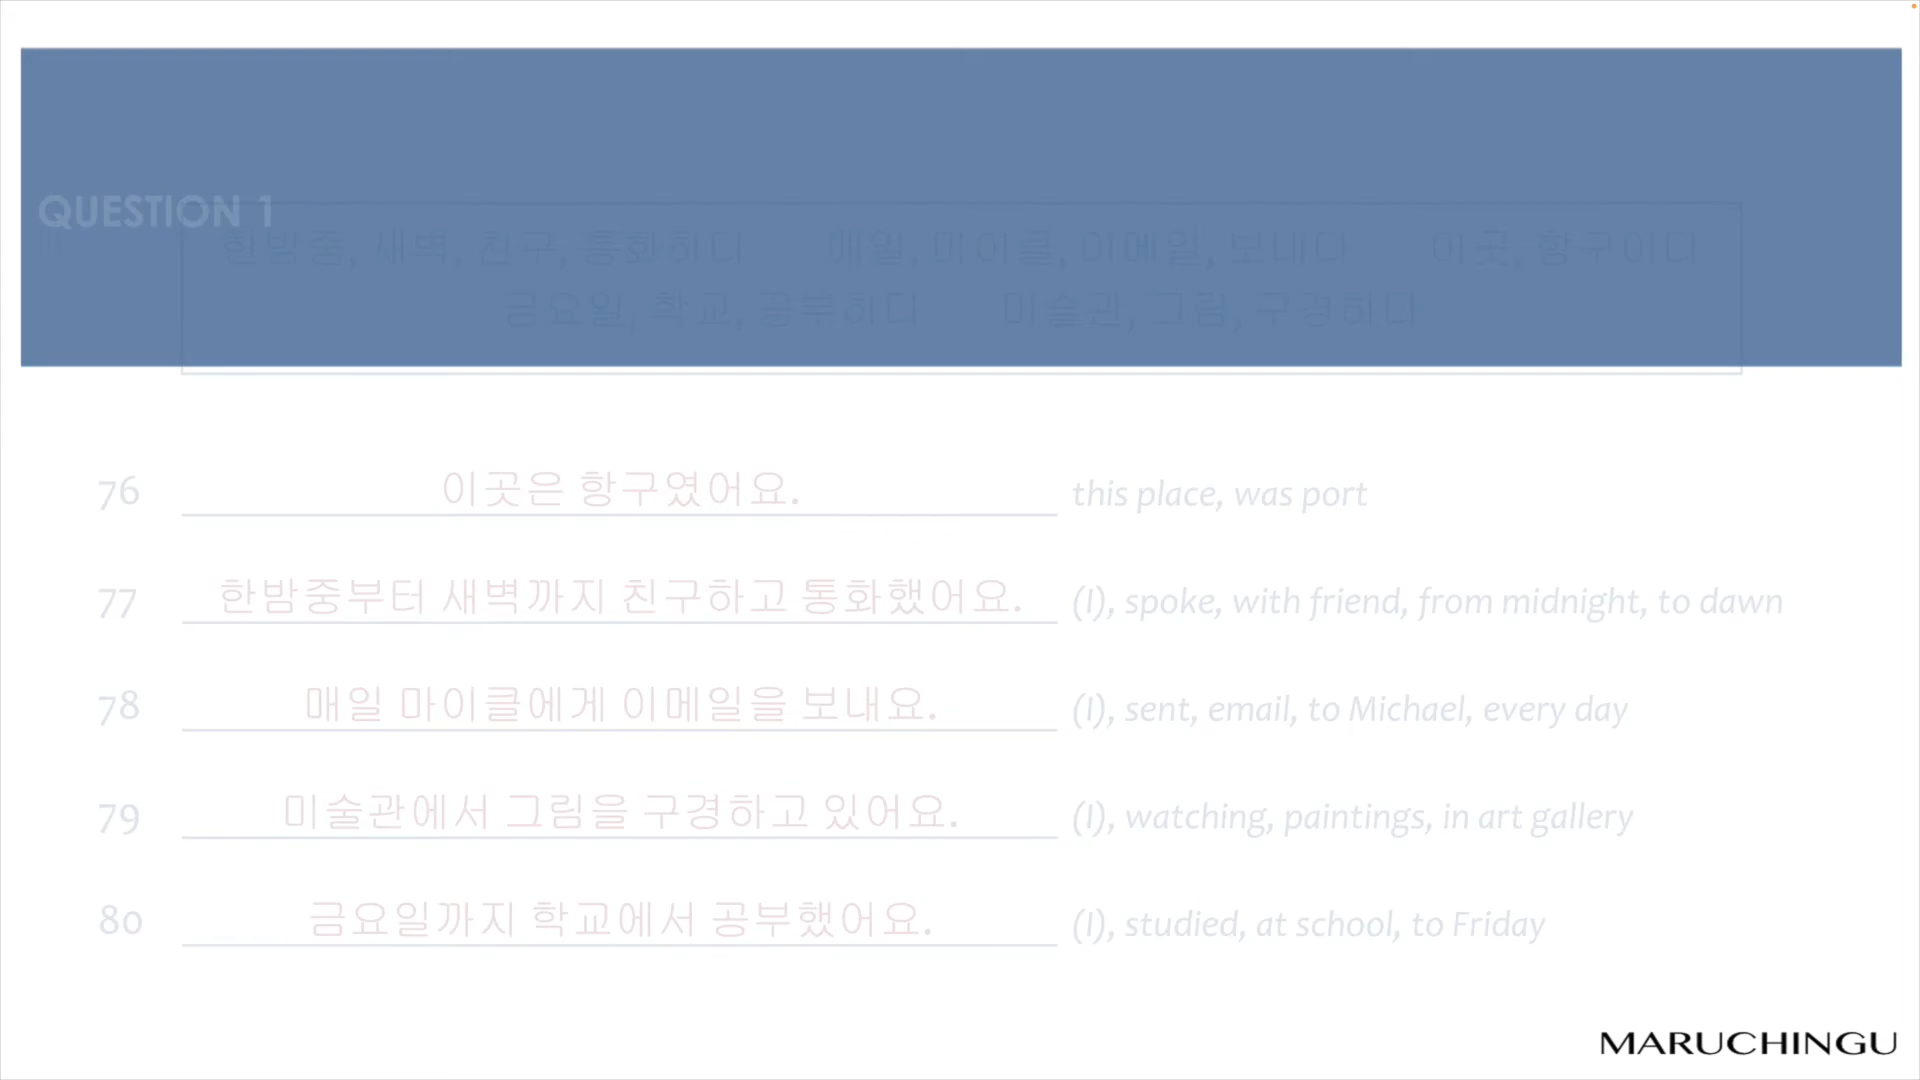 QUESTION 1
한밤중, 새벽, 친구, 통화하다 매일, 마이클, 이메일, 보내다 이곳, 항구이다
금요일, 학교, 공부하다 미술관, 그림, 구경하다
76 이곳은 항구였어요. this place, was port
77 한밤중부터 새벽까지 친구하고 통화했어요. (I), spoke, with friend, from midnight, to dawn
78 매일 마이클에게 이메일을 보내요. (I), sent, email, to Michael, every day
79 미술관에서 그림을 구경하고 있어요. (I), watching, paintings, in art gallery
80 금요일까지 학교에서 공부했어요. (I), studied, at school, to Friday
MARUCHINGU